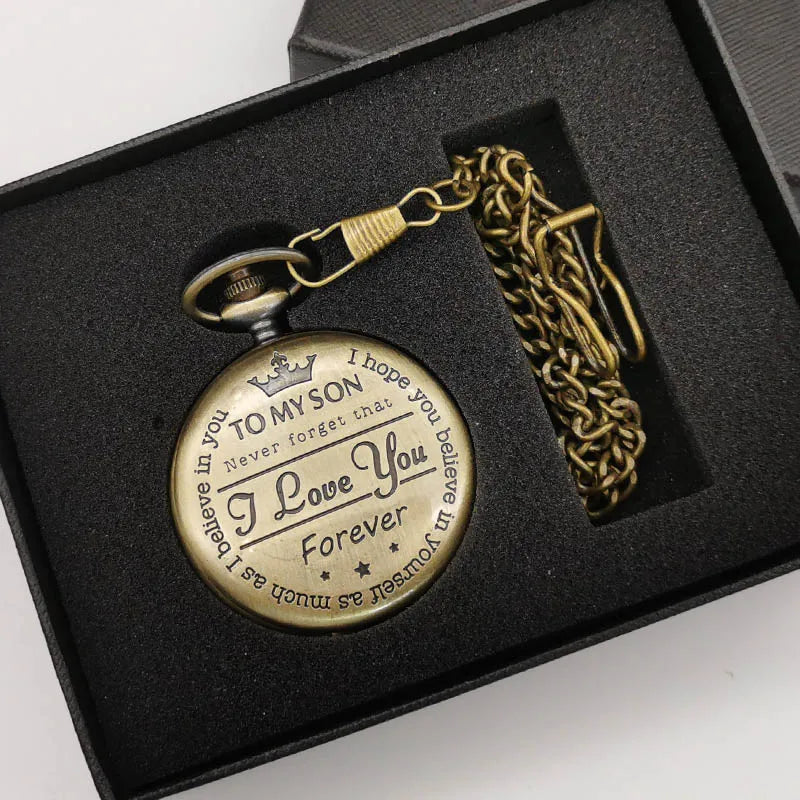 TO MY SON
Never forget that
I Love You
Forever
I hope you believe in yourself as much as I believe in you